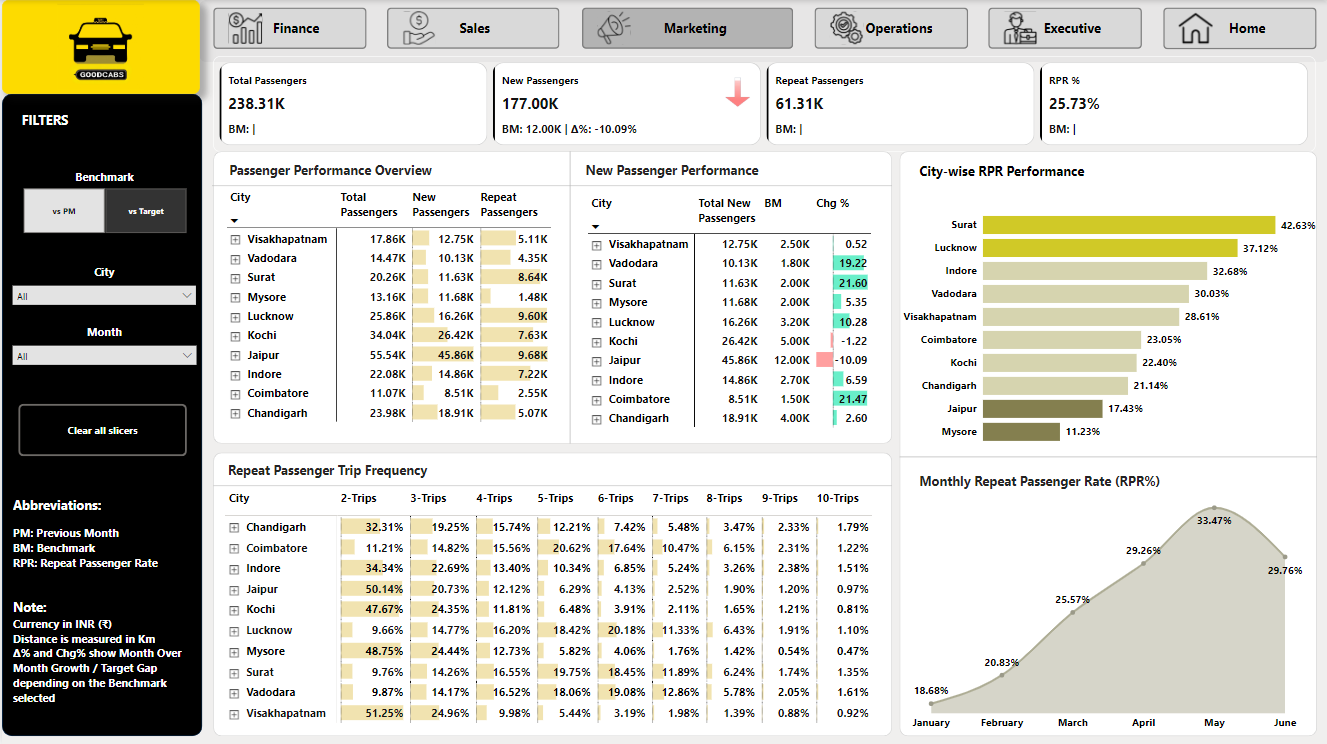 GOODCABS
Finance
Sales
Marketing
Operations
Executive
Home
FILTERS
Benchmark
vs PM
vs Target
City
All
Month
All
Clear all slicers
Abbreviations:
PM: Previous Month
BM: Benchmark
RPR: Repeat Passenger Rate
Note:
Currency in INR (₹)
Distance is measured in Km
Δ% and Chg% show Month Over
Month Growth / Target Gap
depending on the Benchmark
selected
Total Passengers
238.31K
BM: |
New Passengers
177.00K
BM: 12.00K | Δ%: -10.09%
Repeat Passengers
61.31K
BM: |
RPR %
25.73%
BM: |
Passenger Performance Overview
City Total Passengers New Passengers Repeat Passengers
Visakhapatnam 17.86K 12.75K 5.11K
Vadodara 14.47K 10.13K 4.35K
Surat 20.26K 11.63K 8.64K
Mysore 13.16K 11.68K 1.48K
Lucknow 25.86K 16.26K 9.60K
Kochi 34.04K 26.42K 7.63K
Jaipur 55.54K 45.86K 9.68K
Indore 22.08K 14.86K 7.22K
Coimbatore 11.07K 8.51K 2.55K
Chandigarh 23.98K 18.91K 5.07K
New Passenger Performance
City Total New Passengers BM Chg %
Visakhapatnam 12.75K 2.50K 0.52
Vadodara 10.13K 1.80K 19.22
Surat 11.63K 2.00K 21.60
Mysore 11.68K 2.00K 5.35
Lucknow 16.26K 3.20K 10.28
Kochi 26.42K 5.00K -1.22
Jaipur 45.86K 12.00K -10.09
Indore 14.86K 2.70K 6.59
Coimbatore 8.51K 1.50K 21.47
Chandigarh 18.91K 4.00K 2.60
City-wise RPR Performance
Surat 42.63%
Lucknow 37.12%
Indore 32.68%
Vadodara 30.03%
Visakhapatnam 28.61%
Coimbatore 23.05%
Kochi 22.40%
Chandigarh 21.14%
Jaipur 17.43%
Mysore 11.23%
Repeat Passenger Trip Frequency
City 2-Trips 3-Trips 4-Trips 5-Trips 6-Trips 7-Trips 8-Trips 9-Trips 10-Trips
Chandigarh 32.31% 19.25% 15.74% 12.21% 7.42% 5.48% 3.47% 2.33% 1.79%
Coimbatore 11.21% 14.82% 15.56% 20.62% 17.64% 10.47% 6.15% 2.31% 1.22%
Indore 34.34% 22.69% 13.40% 10.34% 6.85% 5.24% 3.26% 2.38% 1.51%
Jaipur 50.14% 20.73% 12.12% 6.29% 4.13% 2.52% 1.90% 1.20% 0.97%
Kochi 47.67% 24.35% 11.81% 6.48% 3.91% 2.11% 1.65% 1.21% 0.81%
Lucknow 9.66% 14.77% 16.20% 18.42% 20.18% 11.33% 6.43% 1.91% 1.10%
Mysore 48.75% 24.44% 12.73% 5.82% 4.06% 1.76% 1.42% 0.54% 0.47%
Surat 9.76% 14.26% 16.55% 19.75% 18.45% 11.89% 6.24% 1.74% 1.35%
Vadodara 9.87% 14.17% 16.52% 18.06% 19.08% 12.86% 5.78% 2.05% 1.61%
Visakhapatnam 51.25% 24.96% 9.98% 5.44% 3.19% 1.98% 1.39% 0.88% 0.92%
Monthly Repeat Passenger Rate (RPR%)
18.68%
20.83%
25.57%
29.26%
33.47%
29.76%
January February March April May June